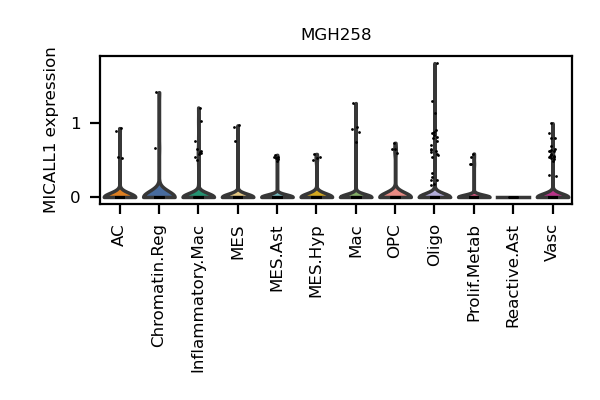 MGH258
MICALL1 expression
1
0
AC
Chromatin.Reg
Inflammatory.Mac
MES
MES.Ast
MES.Hyp
Mac
OPC
Oligo
Prolif.Metab
Reactive.Ast
Vasc